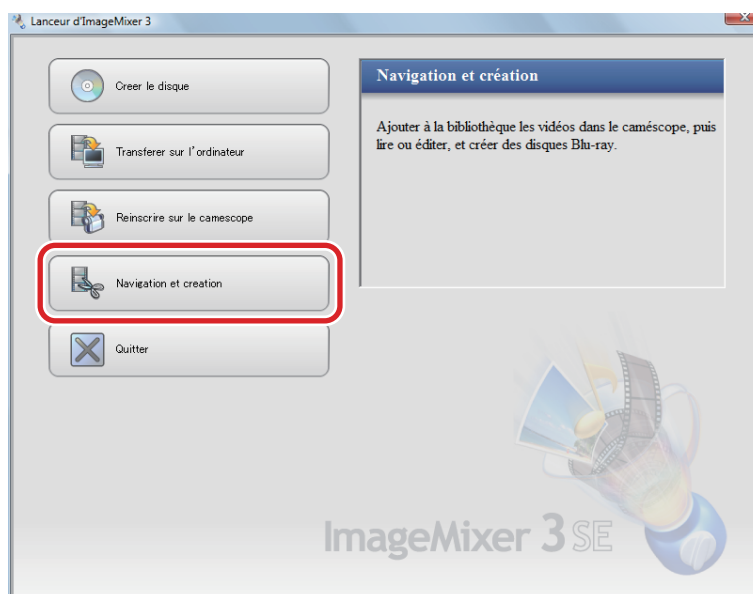 Lanceur d'ImageMixer 3
Creer le disque
Transferer sur l'ordinateur
Reinscrire sur le camescope
Navigation et creation
Quitter
Navigation et création
Ajouter à la bibliothèque les vidéos dans le caméscope, puis
lire ou éditer, et créer des disques Blu-ray.
ImageMixer 3 SE